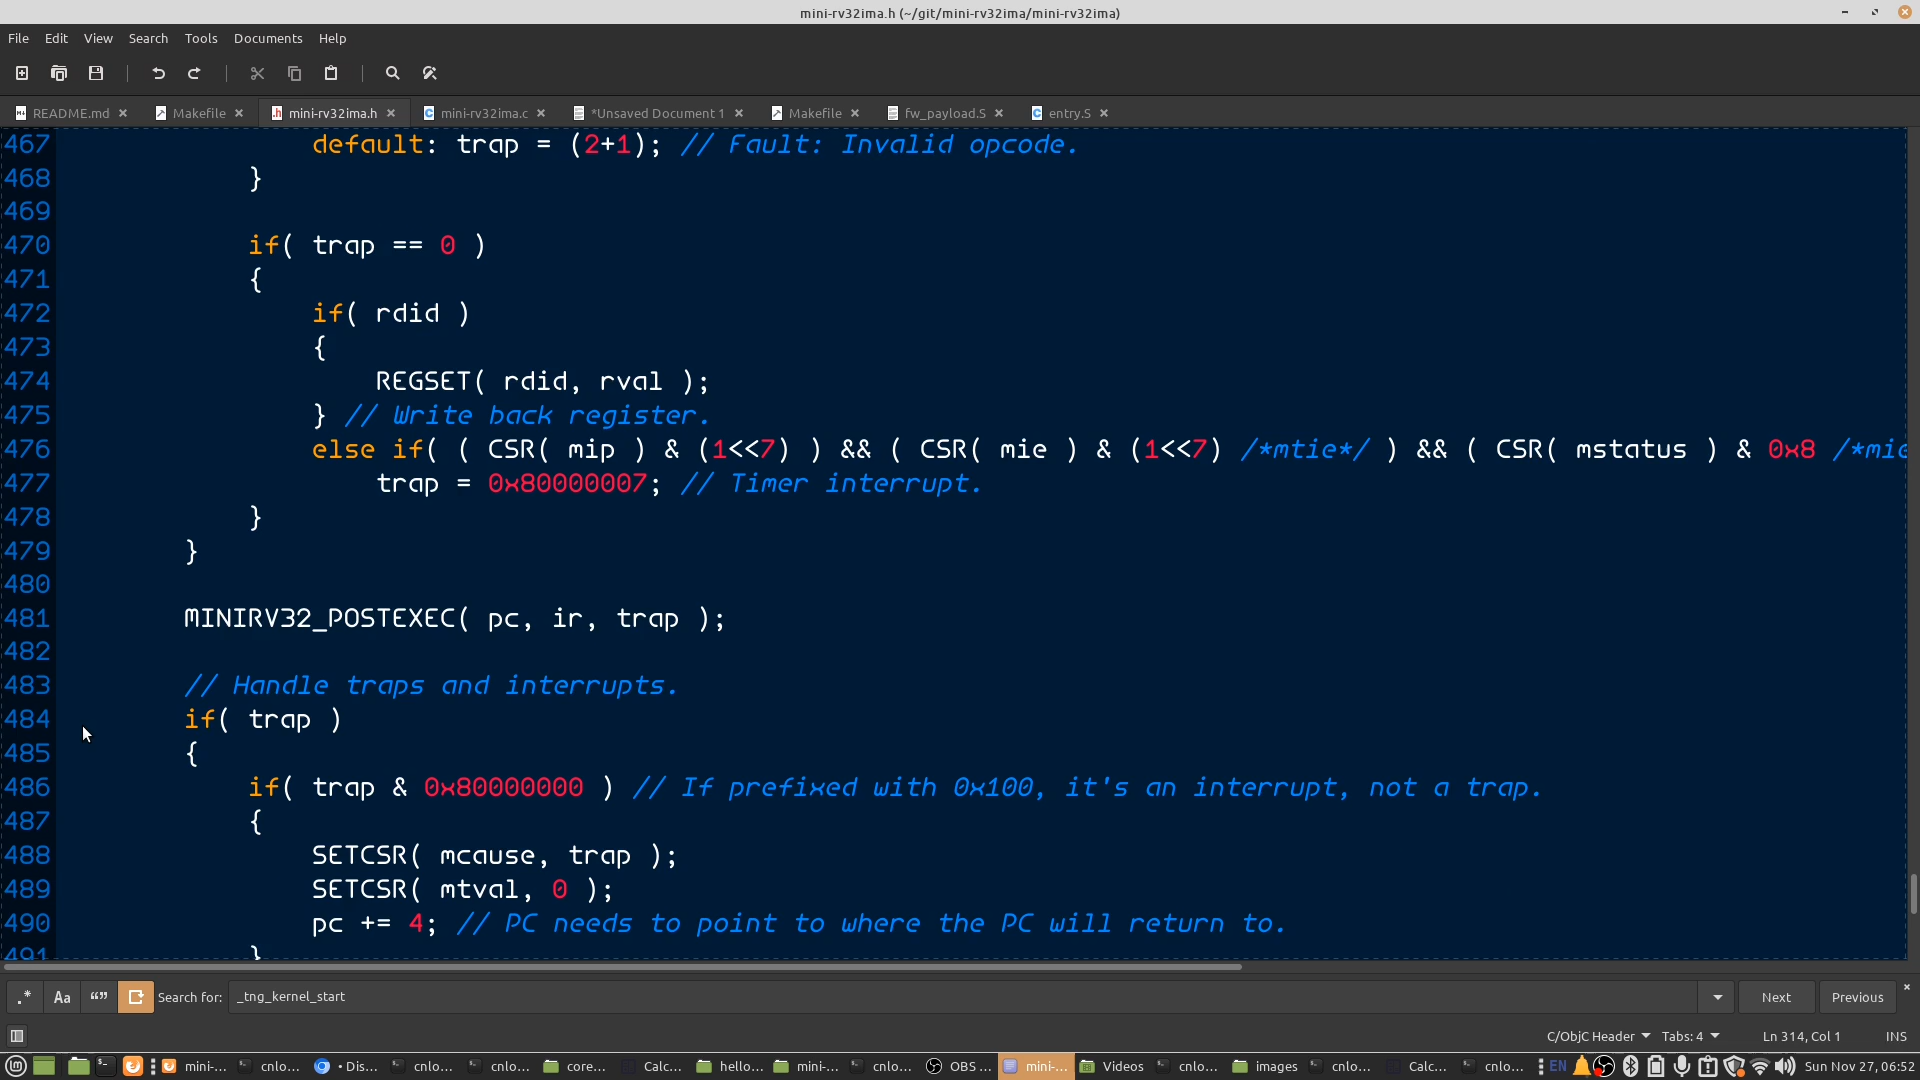 mini-rv32ima.h (~/git/mini-rv32ima/mini-rv32ima)
File Edit View Search Tools Documents Help
README.md Makefile mini-rv32ima.h mini-rv32ima.c *Unsaved Document 1 Makefile fw_payload.S entry.S
467 default: trap = (2+1); // Fault: Invalid opcode.
468 }
469
470 if( trap == 0 )
471 {
472 if( rdid )
473 {
474 REGSET( rdid, rval );
475 } // Write back register.
476 else if( ( CSR( mip ) & (1<<7) ) && ( CSR( mie ) & (1<<7) /*mtie*/ ) && ( CSR( mstatus ) & 0x8 /*mie
477 trap = 0x80000007; // Timer interrupt.
478 }
479 }
480
481 MINIRV32_POSTEXEC( pc, ir, trap );
482
483 // Handle traps and interrupts.
484 if( trap )
485 {
486 if( trap & 0x80000000 ) // If prefixed with 0x100, it's an interrupt, not a trap.
487 {
488 SETCSR( mcause, trap );
489 SETCSR( mtval, 0 );
490 pc += 4; // PC needs to point to where the PC will return to.
491 }
.* Aa “” Search for: _tng_kernel_start Next Previous
C/ObjC Header Tabs: 4 Ln 314, Col 1 INS
mini-... cnlo... • Dis... cnlo... cnlo... core... Calc... hello... mini-... cnlo... OBS ... mini-... Videos cnlo... images cnlo... Calc... cnlo... EN Sun Nov 27, 06:52